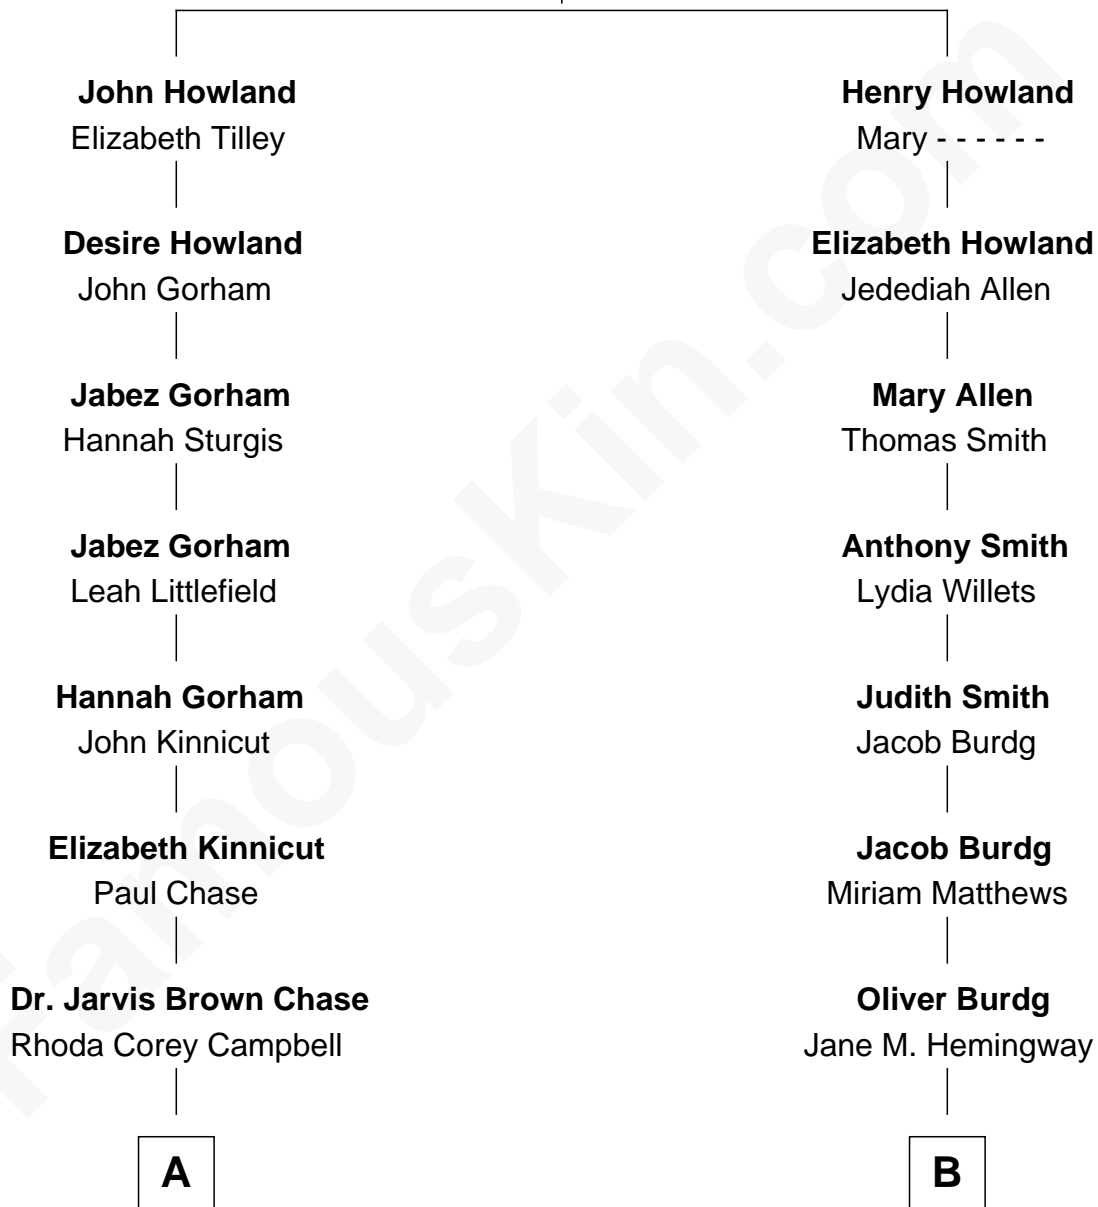 John Howland
Elizabeth Tilley
Desire Howland
John Gorham
Jabez Gorham
Hannah Sturgis
Jabez Gorham
Leah Littlefield
Hannah Gorham
John Kinnicut
Elizabeth Kinnicut
Paul Chase
Dr. Jarvis Brown Chase
Rhoda Corey Campbell
A
Henry Howland
Mary - - - - - -
Elizabeth Howland
Jedediah Allen
Mary Allen
Thomas Smith
Anthony Smith
Lydia Willets
Judith Smith
Jacob Burdg
Jacob Burdg
Miriam Matthews
Oliver Burdg
Jane M. Hemingway
B
FamousKin.com